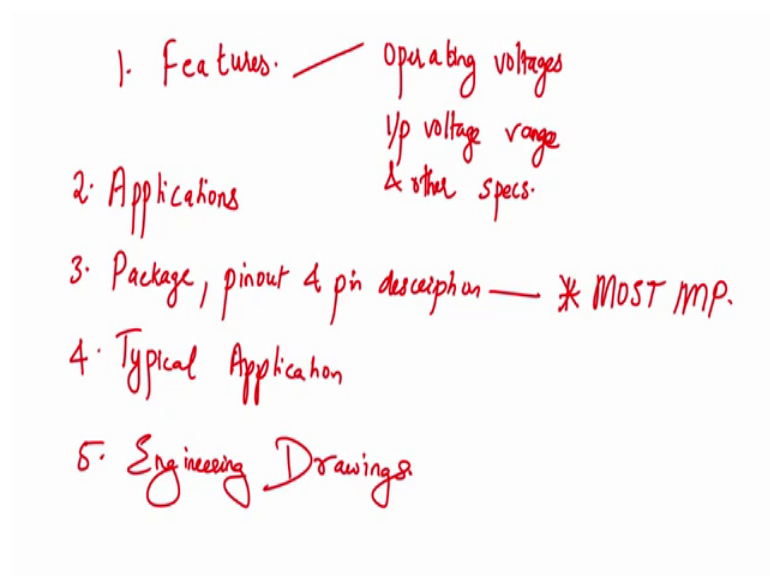 1. Features. — Operating voltages
I/p voltage range
& other specs.
2. Applications
3. Package, pinout & pin description — * MOST IMP.
4. Typical Application
5. Engineering Drawings.